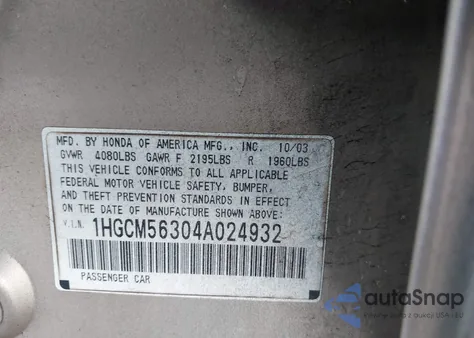 MFD. BY HONDA OF AMERICA MFG., INC. 10/03
GVWR 4080LBS GAWR F 2195LBS R 1960LBS
THIS VEHICLE CONFORMS TO ALL APPLICABLE
FEDERAL MOTOR VEHICLE SAFETY, BUMPER,
AND THEFT PREVENTION STANDARDS IN EFFECT
ON THE DATE OF MANUFACTURE SHOWN ABOVE.
V.I.N. 1HGCM56304A024932
PASSENGER CAR
autaSnap